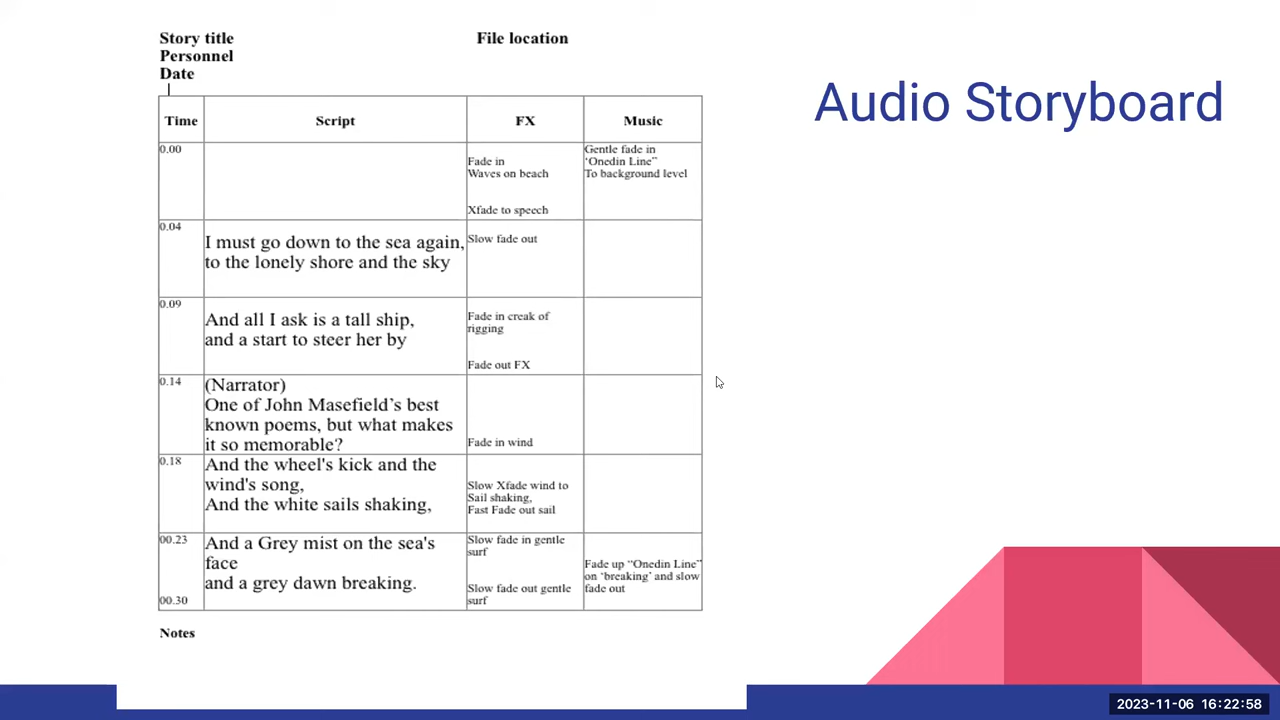 Story title
File location
Personnel
Date
Audio Storyboard
Time
Script
FX
Music
0.00
Fade in
Waves on beach
Xfade to speech
Gentle fade in
‘Onedin Line”
To background level
0.04
I must go down to the sea again,
to the lonely shore and the sky
Slow fade out
0.09
And all I ask is a tall ship,
and a start to steer her by
Fade in creak of
rigging
Fade out FX
0.14
(Narrator)
One of John Masefield’s best
known poems, but what makes
it so memorable?
Fade in wind
0.18
And the wheel's kick and the
wind's song,
And the white sails shaking,
Slow Xfade wind to
Sail shaking,
Fast Fade out sail
00.23
And a Grey mist on the sea's
face
and a grey dawn breaking.
Slow fade in gentle
surf
Slow fade out gentle
surf
Fade up “Onedin Line”
on ‘breaking’ and slow
fade out
00.30
Notes
2023-11-06 16:22:58